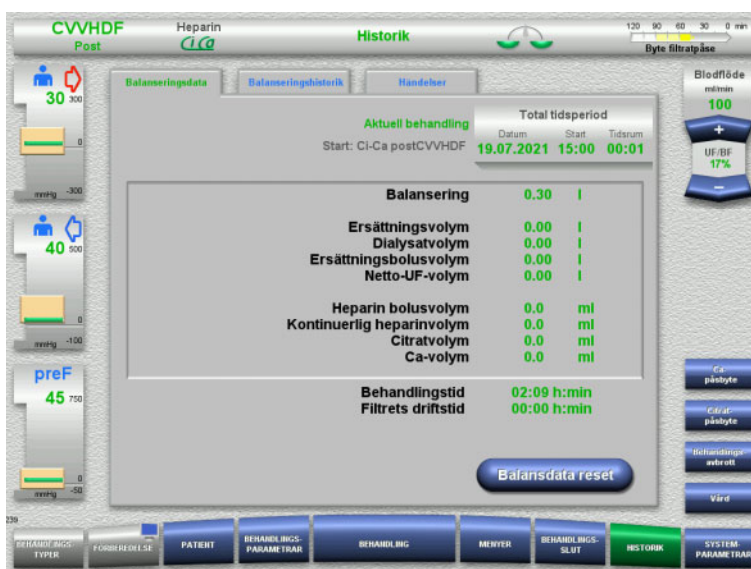 CVVHDF
Post
Heparin
Ci Ca
Historik
120 90 60 30 0 min
Byte filtratpåse
30
300
0
mmHg -300
40
500
0
mmHg -100
preF
45
750
0
mmHg -50
Balanseringsdata
Balanseringshistorik
Händelser
Aktuell behandling
Start: Ci-Ca postCVVHDF
Total tidsperiod
Datum Start Tidsrum
19.07.2021 15:00 00:01
Balansering 0.30 l
Ersättningsvolym 0.00 l
Dialysatvolym 0.00 l
Ersättningsbolusvolym 0.00 l
Netto-UF-volym 0.00 l
Heparin bolusvolym 0.0 ml
Kontinuerlig heparinvolym 0.0 ml
Citratvolym 0.0 ml
Ca-volym 0.0 ml
Behandlingstid 02:09 h:min
Filtrets driftstid 00:00 h:min
Balansdata reset
Blodflöde
ml/min
100
+
UF/BF
17%
−
Ca-
påsbyte
Citrat-
påsbyte
Behandlings-
avbrott
Vård
239
BEHANDLINGS-
TYPER
FÖRBEREDELSE
PATIENT
BEHANDLINGS-
PARAMETRAR
BEHANDLING
MENYER
BEHANDLINGS-
SLUT
HISTORIK
SYSTEM-
PARAMETRAR